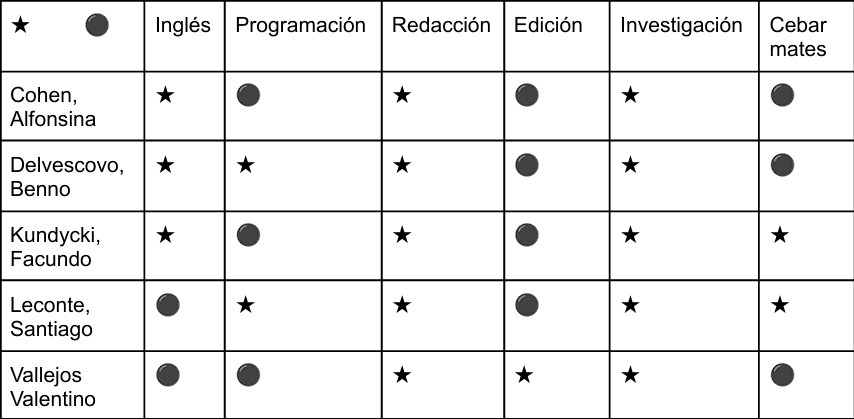 ★ ⚫ Inglés Programación Redacción Edición Investigación Cebar
mates
Cohen,
Alfonsina ★ ⚫ ★ ⚫ ★ ⚫
Delvescovo,
Benno ★ ★ ★ ⚫ ★ ⚫
Kundycki,
Facundo ★ ⚫ ★ ⚫ ★ ★
Leconte,
Santiago ⚫ ★ ★ ⚫ ★ ★
Vallejos
Valentino ⚫ ⚫ ★ ★ ★ ⚫